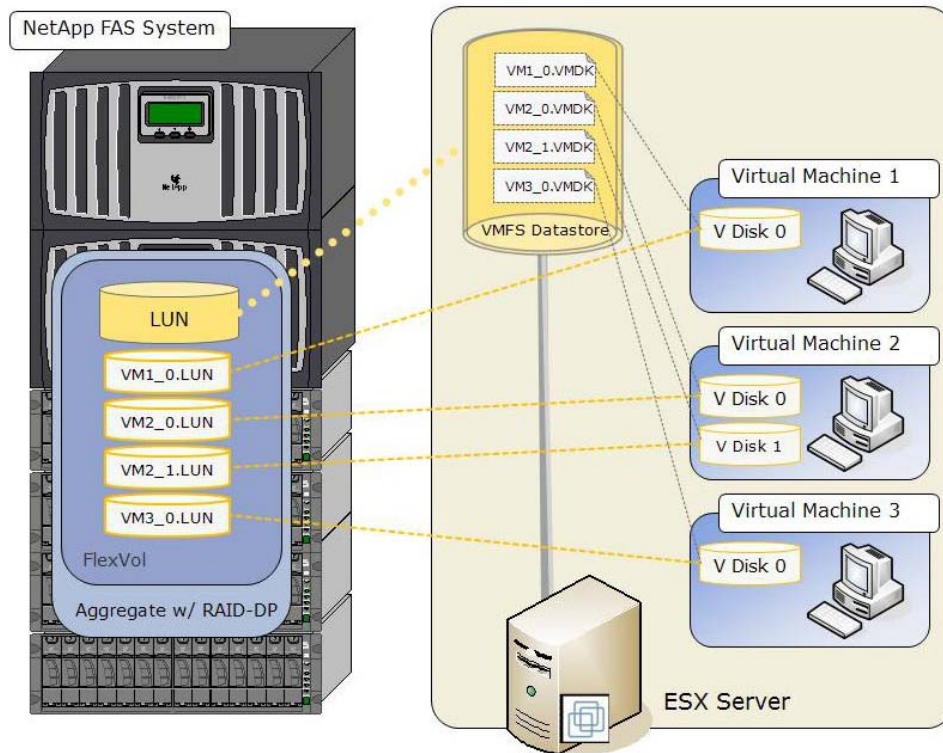 NetApp FAS System
NetApp
LUN
VM1_0.LUN
VM2_0.LUN
VM2_1.LUN
VM3_0.LUN
FlexVol
Aggregate w/ RAID-DP
VM1_0.VMDK
VM2_0.VMDK
VM2_1.VMDK
VM3_0.VMDK
VMFS Datastore
Virtual Machine 1
V Disk 0
Virtual Machine 2
V Disk 0
V Disk 1
Virtual Machine 3
V Disk 0
ESX Server